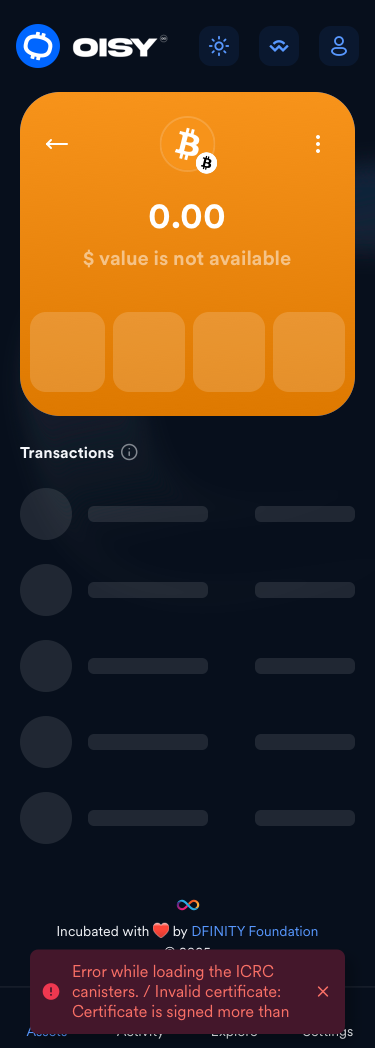 OISY
0.00
$ value is not available
Transactions
Incubated with ❤️ by DFINITY Foundation
Error while loading the ICRC
canisters. / Invalid certificate:
Certificate is signed more than
Assets Activity Explore Settings